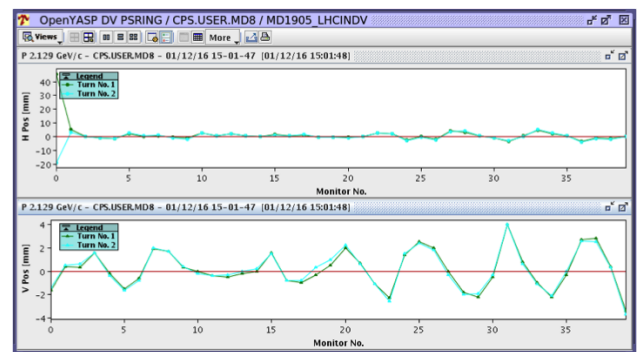 OpenYASP DV PSRING / CPS.USER.MD8 / MD1905_LHCINDV
Views More
P 2.129 GeV/c - CPS.USER.MD8 - 01/12/16 15-01-47 [01/12/16 15:01:48]
H Pos [mm]
Legend
Turn No. 1
Turn No. 2
40
30
20
10
0
-10
-20
0 5 10 15 20 25 30 35
Monitor No.
P 2.129 GeV/c - CPS.USER.MD8 - 01/12/16 15-01-47 [01/12/16 15:01:48]
V Pos [mm]
Legend
Turn No. 1
Turn No. 2
4
2
0
-2
-4
0 5 10 15 20 25 30 35
Monitor No.